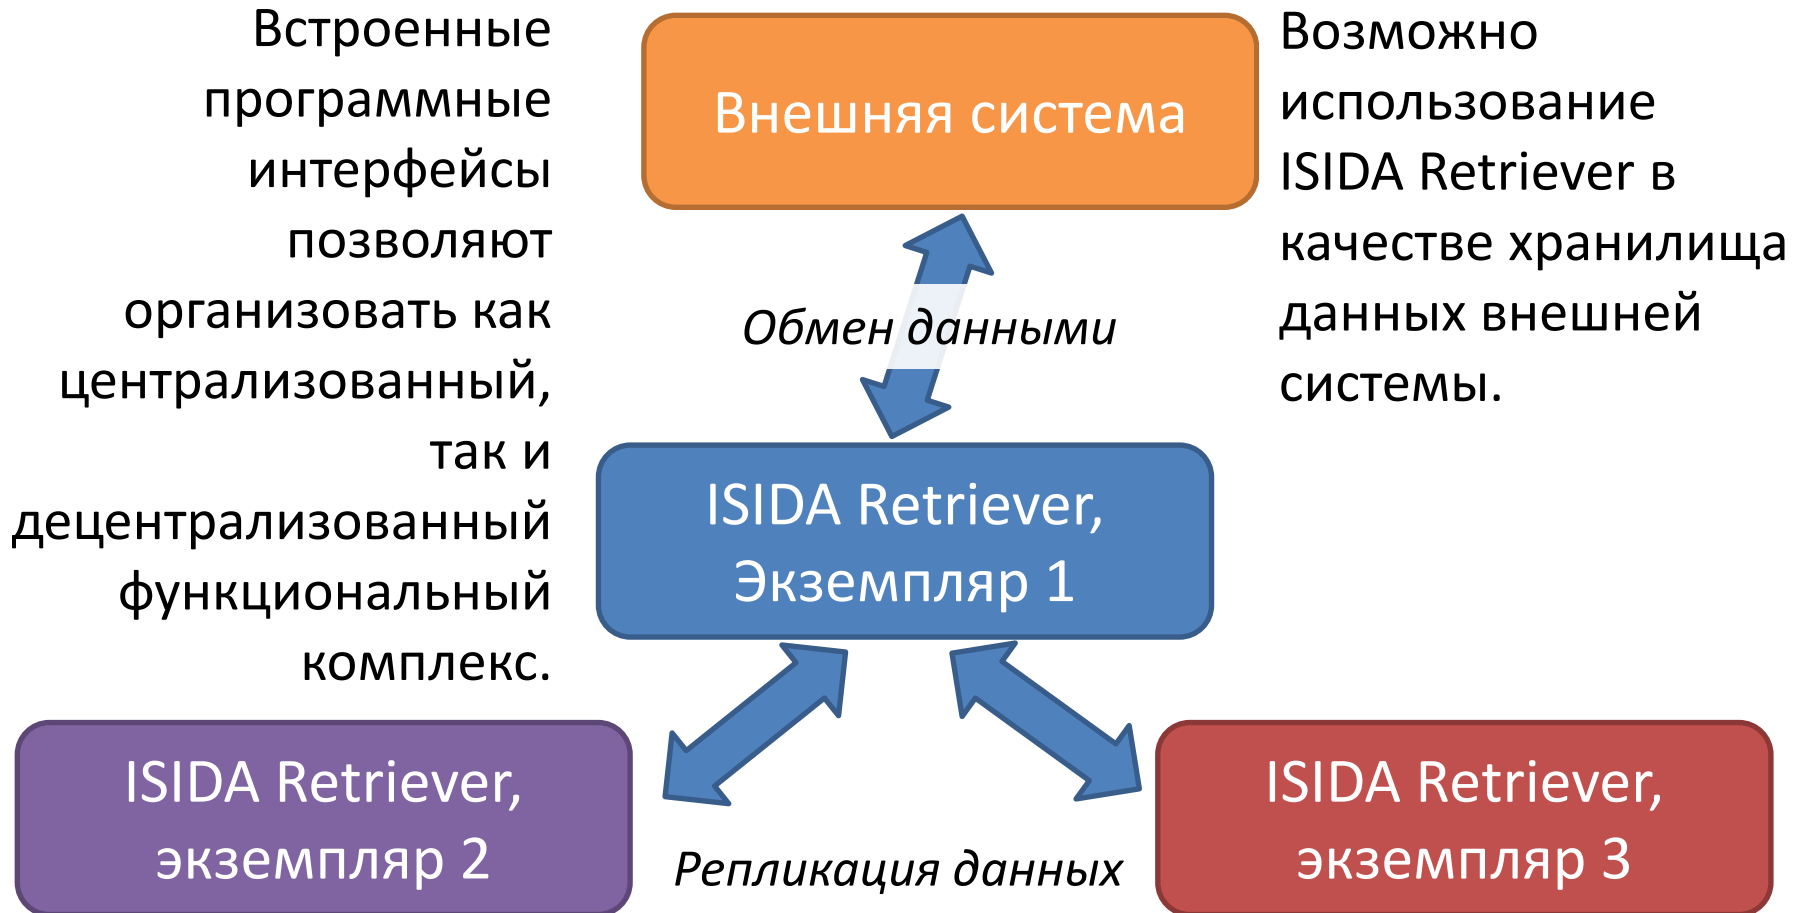 Встроенные
программные
интерфейсы
позволяют
организовать как
централизованный,
так и
децентрализованный
функциональный
комплекс.
Внешняя система
Возможно
использование
ISIDA Retriever в
качестве хранилища
данных внешней
системы.
Обмен данными
ISIDA Retriever,
Экземпляр 1
ISIDA Retriever,
экземпляр 2
Репликация данных
ISIDA Retriever,
экземпляр 3